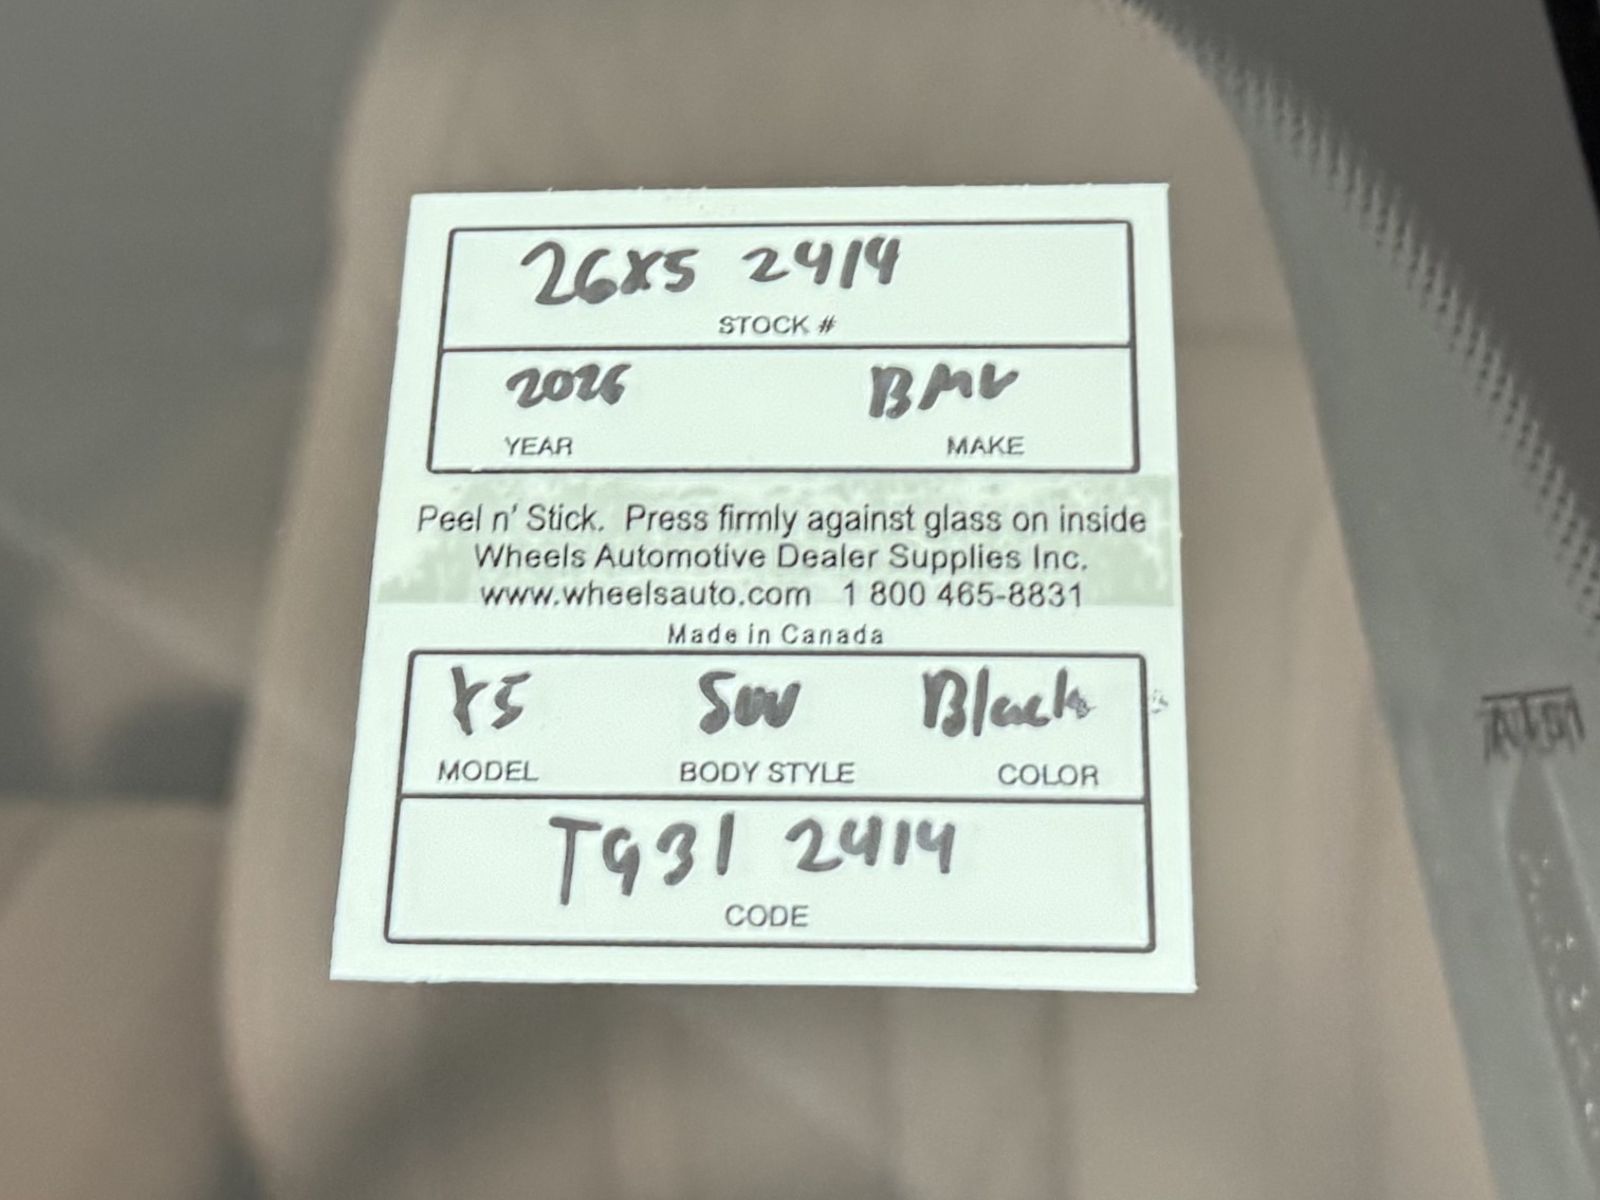 26X5 2414
STOCK #
2026 BMW
YEAR MAKE
Peel n' Stick. Press firmly against glass on inside
Wheels Automotive Dealer Supplies Inc.
www.wheelsauto.com 1 800 465-8831
Made in Canada
X5 SUV Black
MODEL BODY STYLE COLOR
T931 2414
CODE